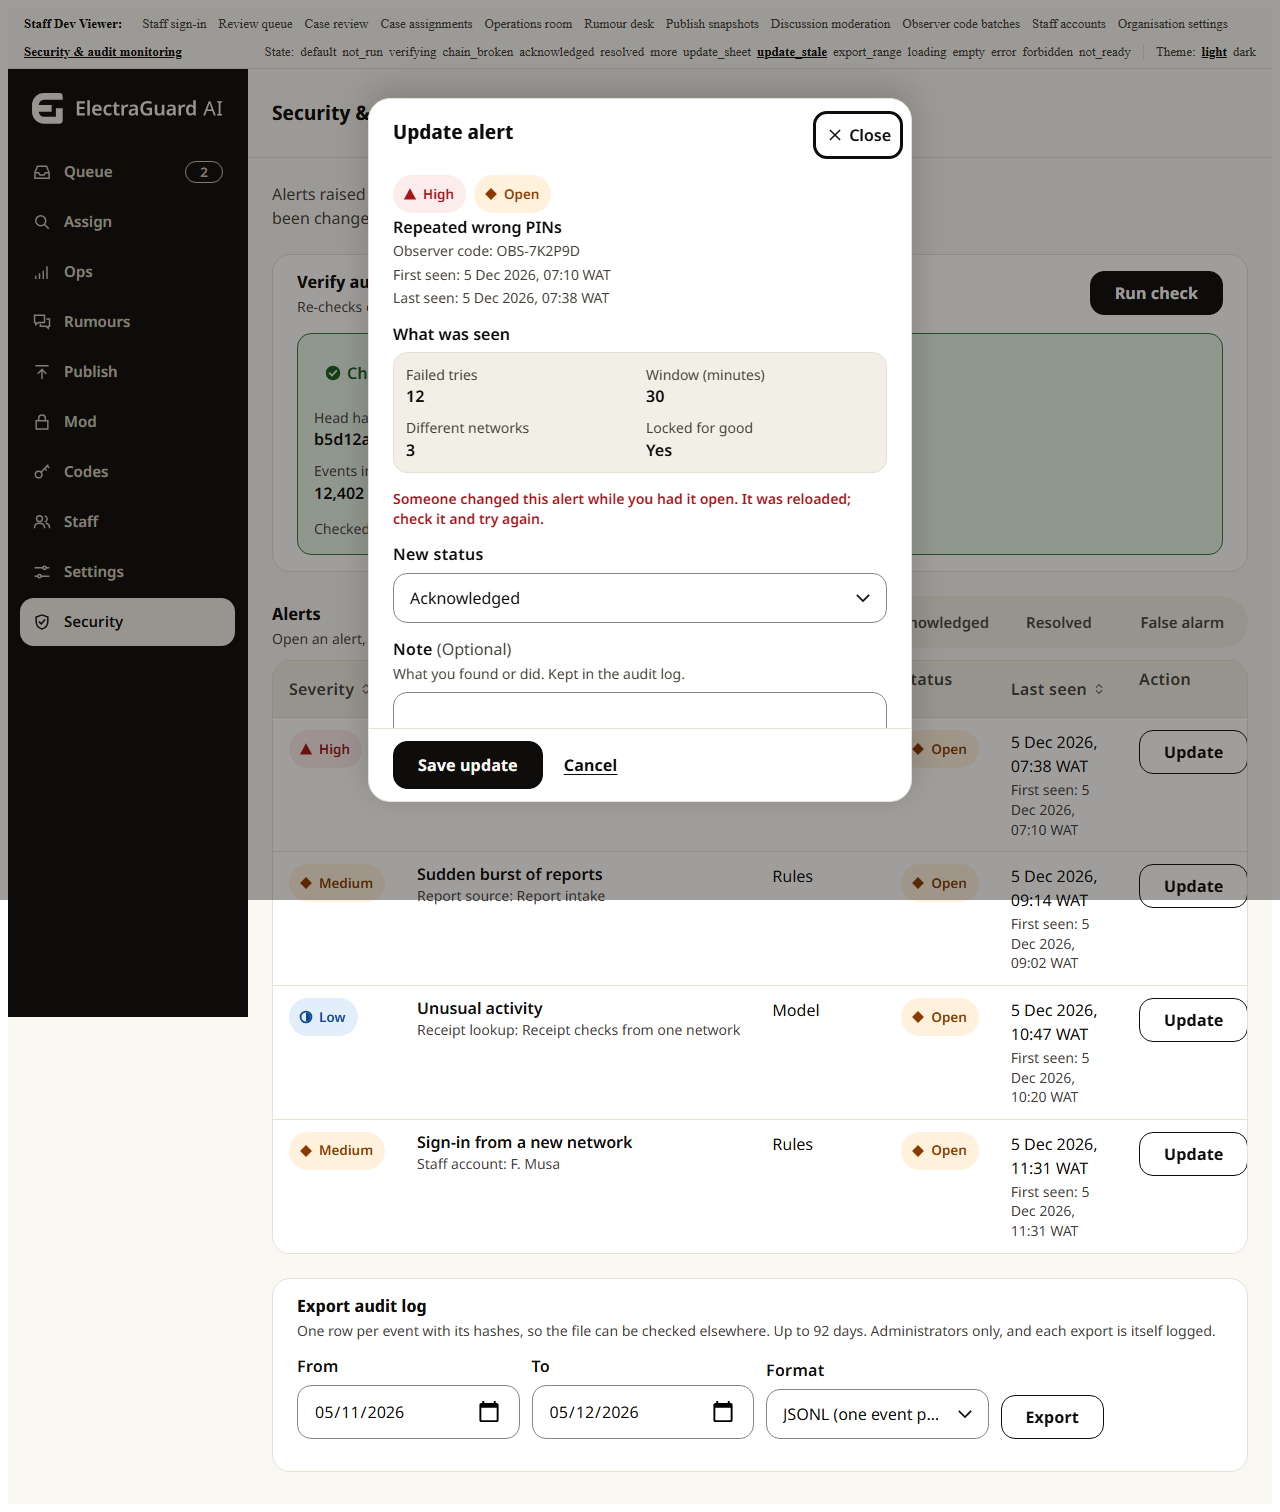 Staff Dev Viewer: Staff sign-in Review queue Case review Case assignments Operations room Rumour desk Publish snapshots Discussion moderation Observer code batches Staff accounts Organisation settings
Security & audit monitoring State: default not_run verifying chain_broken acknowledged resolved more update_sheet update_stale export_range loading empty error forbidden not_ready Theme: light dark
ElectraGuard AI
Queue 2
Assign
Ops
Rumours
Publish
Mod
Codes
Staff
Settings
Security
Security &
Alerts raised
been change
Verify au
Re-checks
Run check
Ch
Head ha
b5d12a
Events in
12,402
Checked
Update alert
Close
High Open
Repeated wrong PINs
Observer code: OBS-7K2P9D
First seen: 5 Dec 2026, 07:10 WAT
Last seen: 5 Dec 2026, 07:38 WAT
What was seen
Failed tries Window (minutes)
12 30
Different networks Locked for good
3 Yes
Someone changed this alert while you had it open. It was reloaded;
check it and try again.
New status
Acknowledged
Note (Optional)
What you found or did. Kept in the audit log.
Save update Cancel
Alerts
Open an alert,
nowledged Resolved False alarm
Severity tatus Last seen Action
High Open 5 Dec 2026, Update
07:38 WAT
First seen: 5
Dec 2026,
07:10 WAT
Medium Sudden burst of reports Rules Open 5 Dec 2026, Update
Report source: Report intake 09:14 WAT
First seen: 5
Dec 2026,
09:02 WAT
Low Unusual activity Model Open 5 Dec 2026, Update
Receipt lookup: Receipt checks from one network 10:47 WAT
First seen: 5
Dec 2026,
10:20 WAT
Medium Sign-in from a new network Rules Open 5 Dec 2026, Update
Staff account: F. Musa 11:31 WAT
First seen: 5
Dec 2026,
11:31 WAT
Export audit log
One row per event with its hashes, so the file can be checked elsewhere. Up to 92 days. Administrators only, and each export is itself logged.
From To Format
05/11/2026 05/12/2026 JSONL (one event p... Export